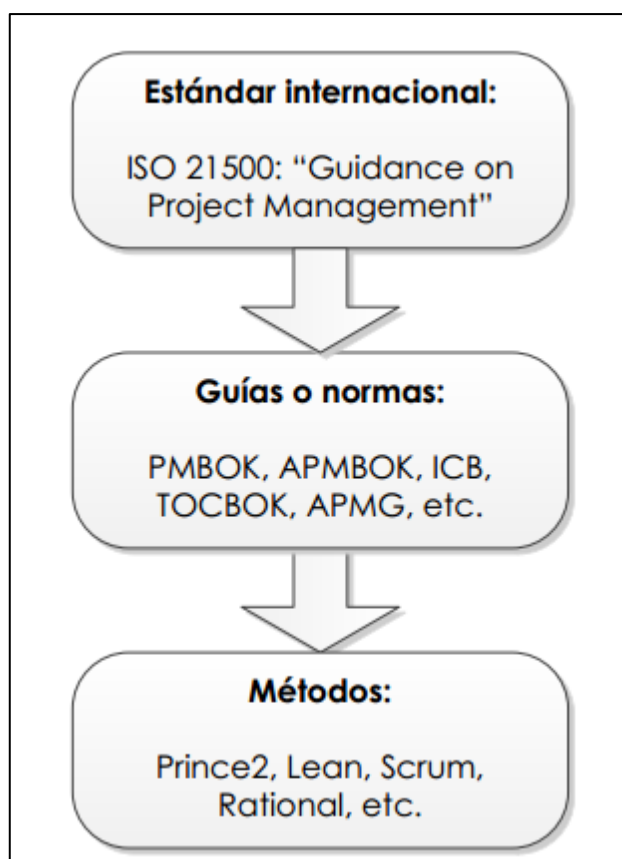 Estándar internacional:
ISO 21500: “Guidance on
Project Management”
Guías o normas:
PMBOK, APMBOK, ICB,
TOCBOK, APMG, etc.
Métodos:
Prince2, Lean, Scrum,
Rational, etc.